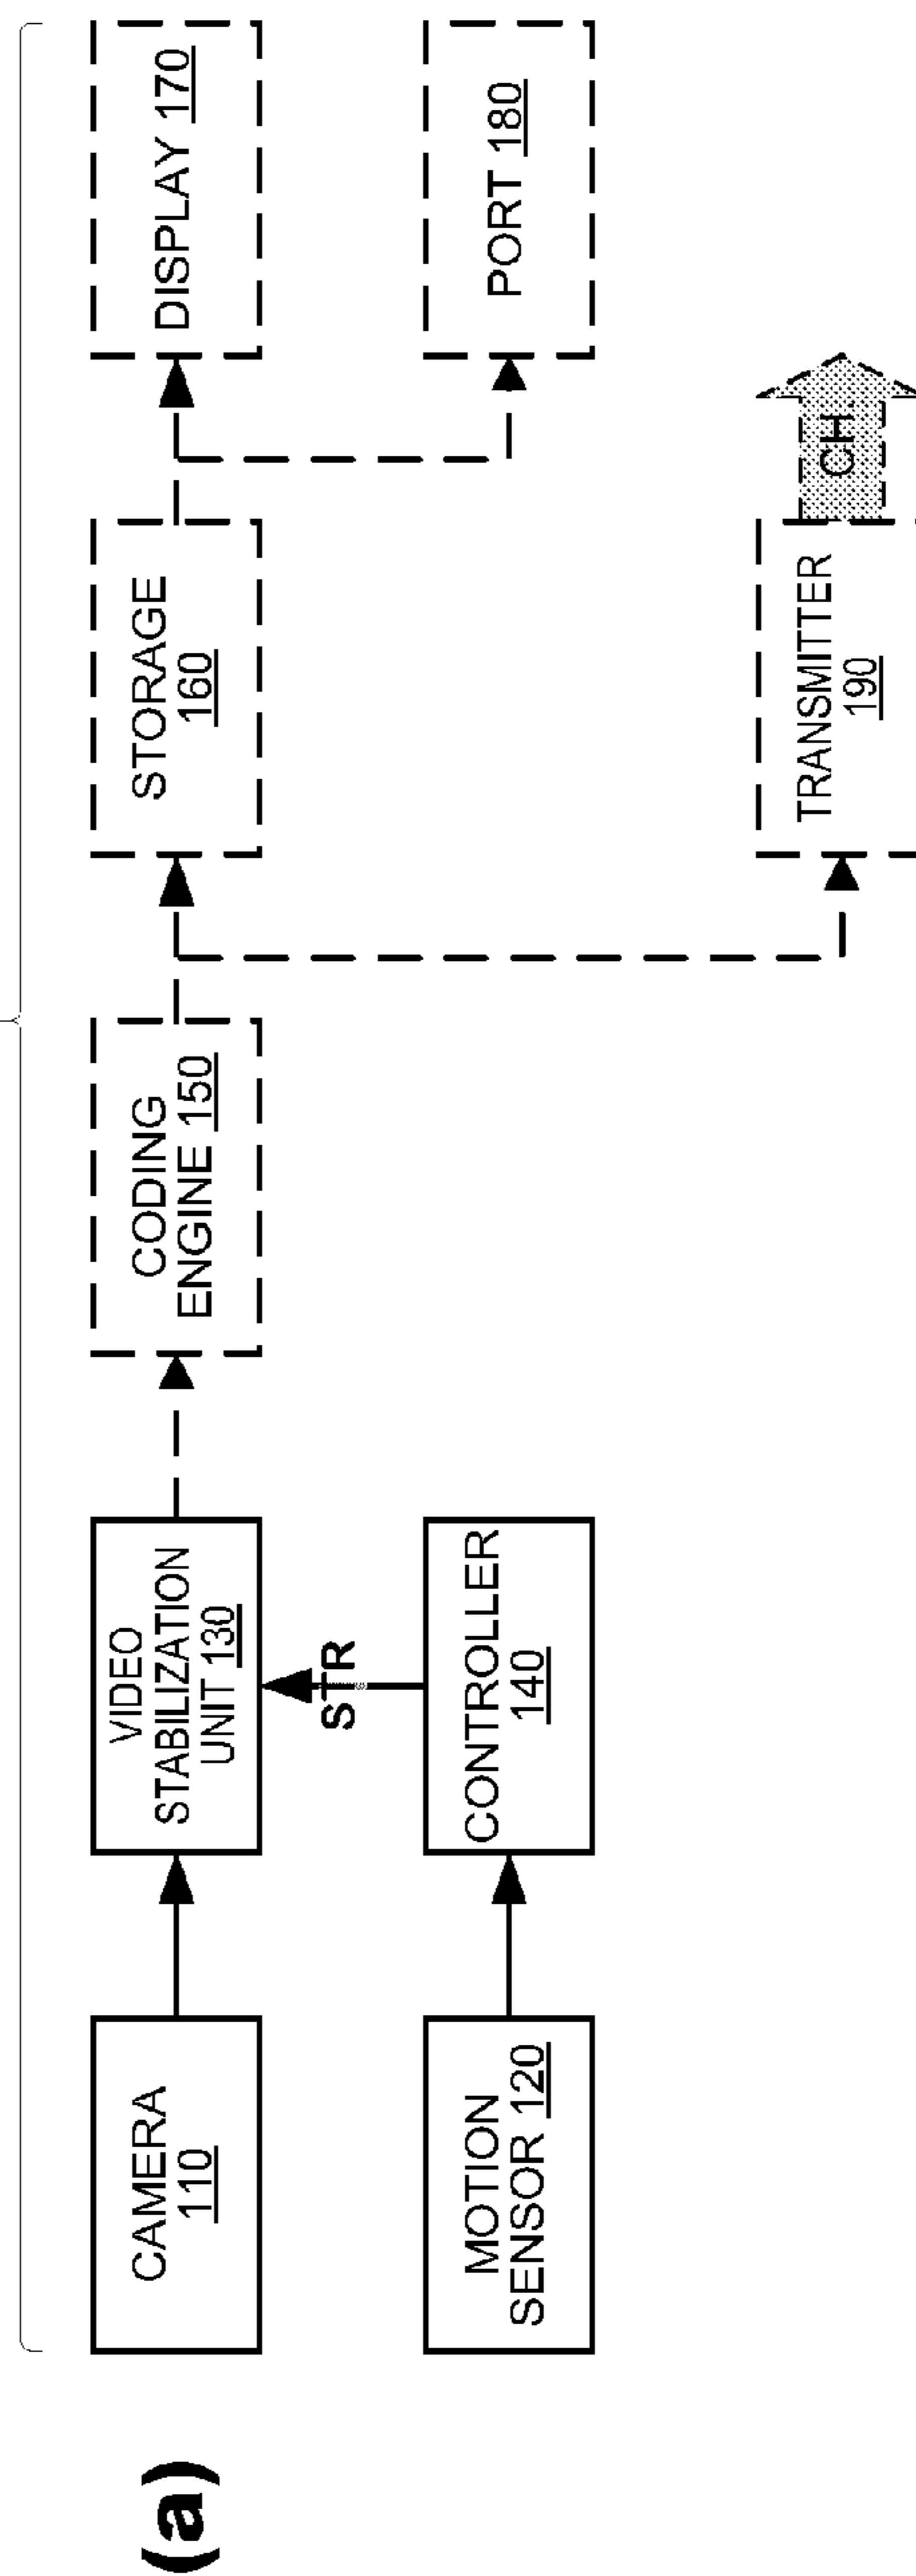 (a)
CAMERA
110
VIDEO
STABILIZATION
UNIT 130
CODING
ENGINE 150
STORAGE
160
DISPLAY 170
STR
MOTION
SENSOR 120
CONTROLLER
140
PORT 180
TRANSMITTER
190
CH.